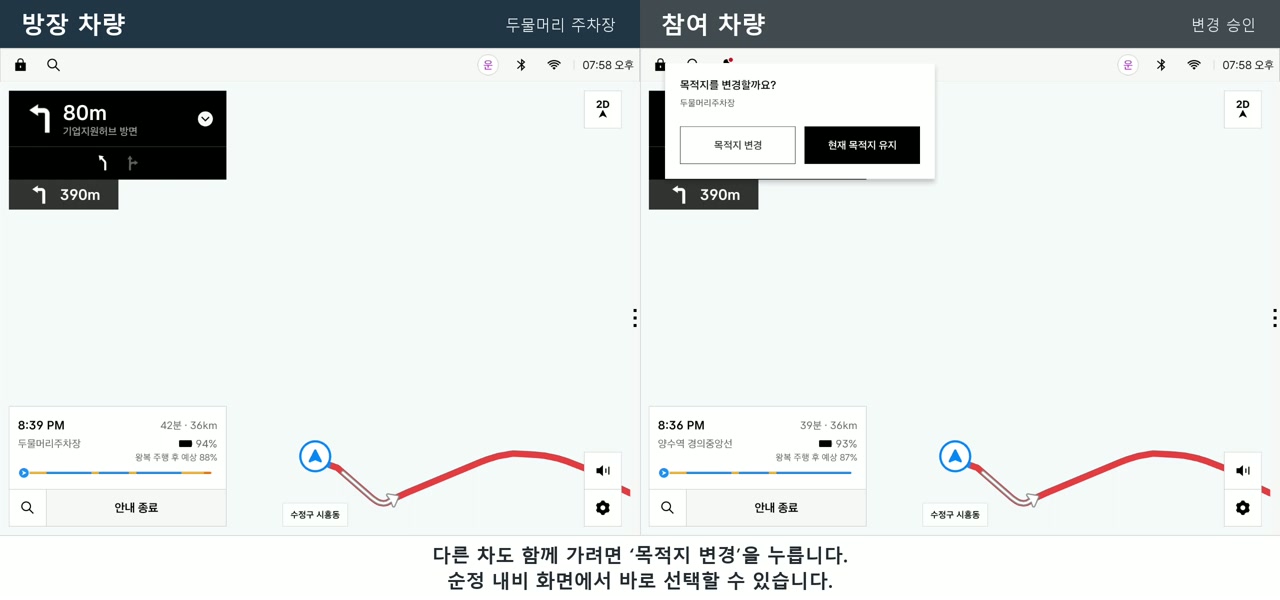 방장 차량
두물머리 주차장
운
07:58 오후
80m
기업지원허브 방면
390m
2D
8:39 PM
42분 · 36km
두물머리주차장
94%
왕복 주행 후 예상 88%
안내 종료
수정구 시흥동
참여 차량
변경 승인
운
07:58 오후
목적지를 변경할까요?
두물머리주차장
목적지 변경
현재 목적지 유지
390m
2D
8:36 PM
39분 · 36km
양수역 경의중앙선
93%
왕복 주행 후 예상 87%
안내 종료
수정구 시흥동
다른 차도 함께 가려면 ‘목적지 변경’을 누릅니다.
순정 내비 화면에서 바로 선택할 수 있습니다.